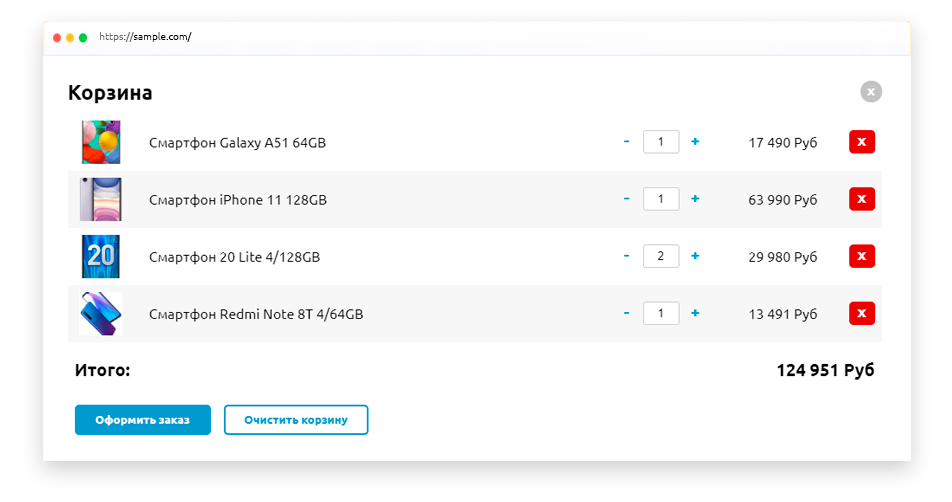 https://sample.com/
Корзина
x
Смартфон Galaxy A51 64GB - 1 + 17 490 Руб x
Смартфон iPhone 11 128GB - 1 + 63 990 Руб x
20 Смартфон 20 Lite 4/128GB - 2 + 29 980 Руб x
Смартфон Redmi Note 8T 4/64GB - 1 + 13 491 Руб x
Итого: 124 951 Руб
Оформить заказ Очистить корзину